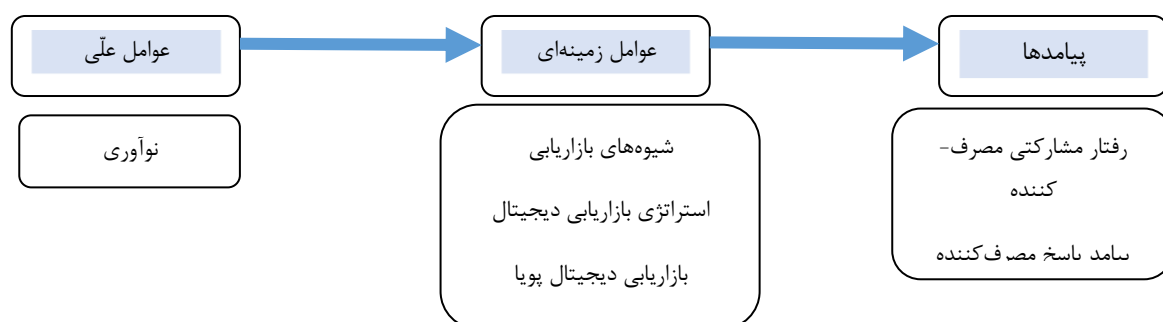 عوامل علّی
عوامل زمینه‌ای
پیامدها
نوآوری
شیوه‌های بازاریابی
استراتژی بازاریابی دیجیتال
بازاریابی دیجیتال پویا
رفتار مشارکتی مصرف-
کننده
پیامد پاسخ مصرف‌کننده